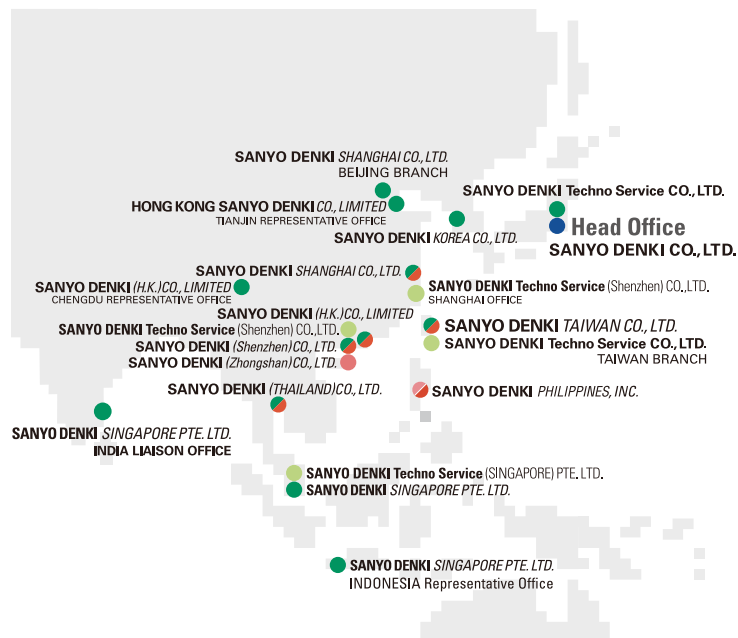 SANYO DENKI SHANGHAI CO., LTD.
BEIJING BRANCH
HONG KONG SANYO DENKI CO., LIMITED
TIANJIN REPRESENTATIVE OFFICE
SANYO DENKI KOREA CO., LTD.
SANYO DENKI Techno Service CO., LTD.
Head Office
SANYO DENKI CO., LTD.
SANYO DENKI SHANGHAI CO., LTD.
SANYO DENKI (H.K.) CO., LIMITED
CHENGDU REPRESENTATIVE OFFICE
SANYO DENKI Techno Service (Shenzhen) CO., LTD.
SHANGHAI OFFICE
SANYO DENKI (H.K.) CO., LIMITED
SANYO DENKI Techno Service (Shenzhen) CO., LTD.
SANYO DENKI (Shenzhen) CO., LTD.
SANYO DENKI (Zhongshan) CO., LTD.
SANYO DENKI TAIWAN CO., LTD.
SANYO DENKI Techno Service CO., LTD.
TAIWAN BRANCH
SANYO DENKI (THAILAND) CO., LTD.
SANYO DENKI PHILIPPINES, INC.
SANYO DENKI SINGAPORE PTE. LTD.
INDIA LIAISON OFFICE
SANYO DENKI Techno Service (SINGAPORE) PTE. LTD.
SANYO DENKI SINGAPORE PTE. LTD.
SANYO DENKI SINGAPORE PTE. LTD.
INDONESIA Representative Office